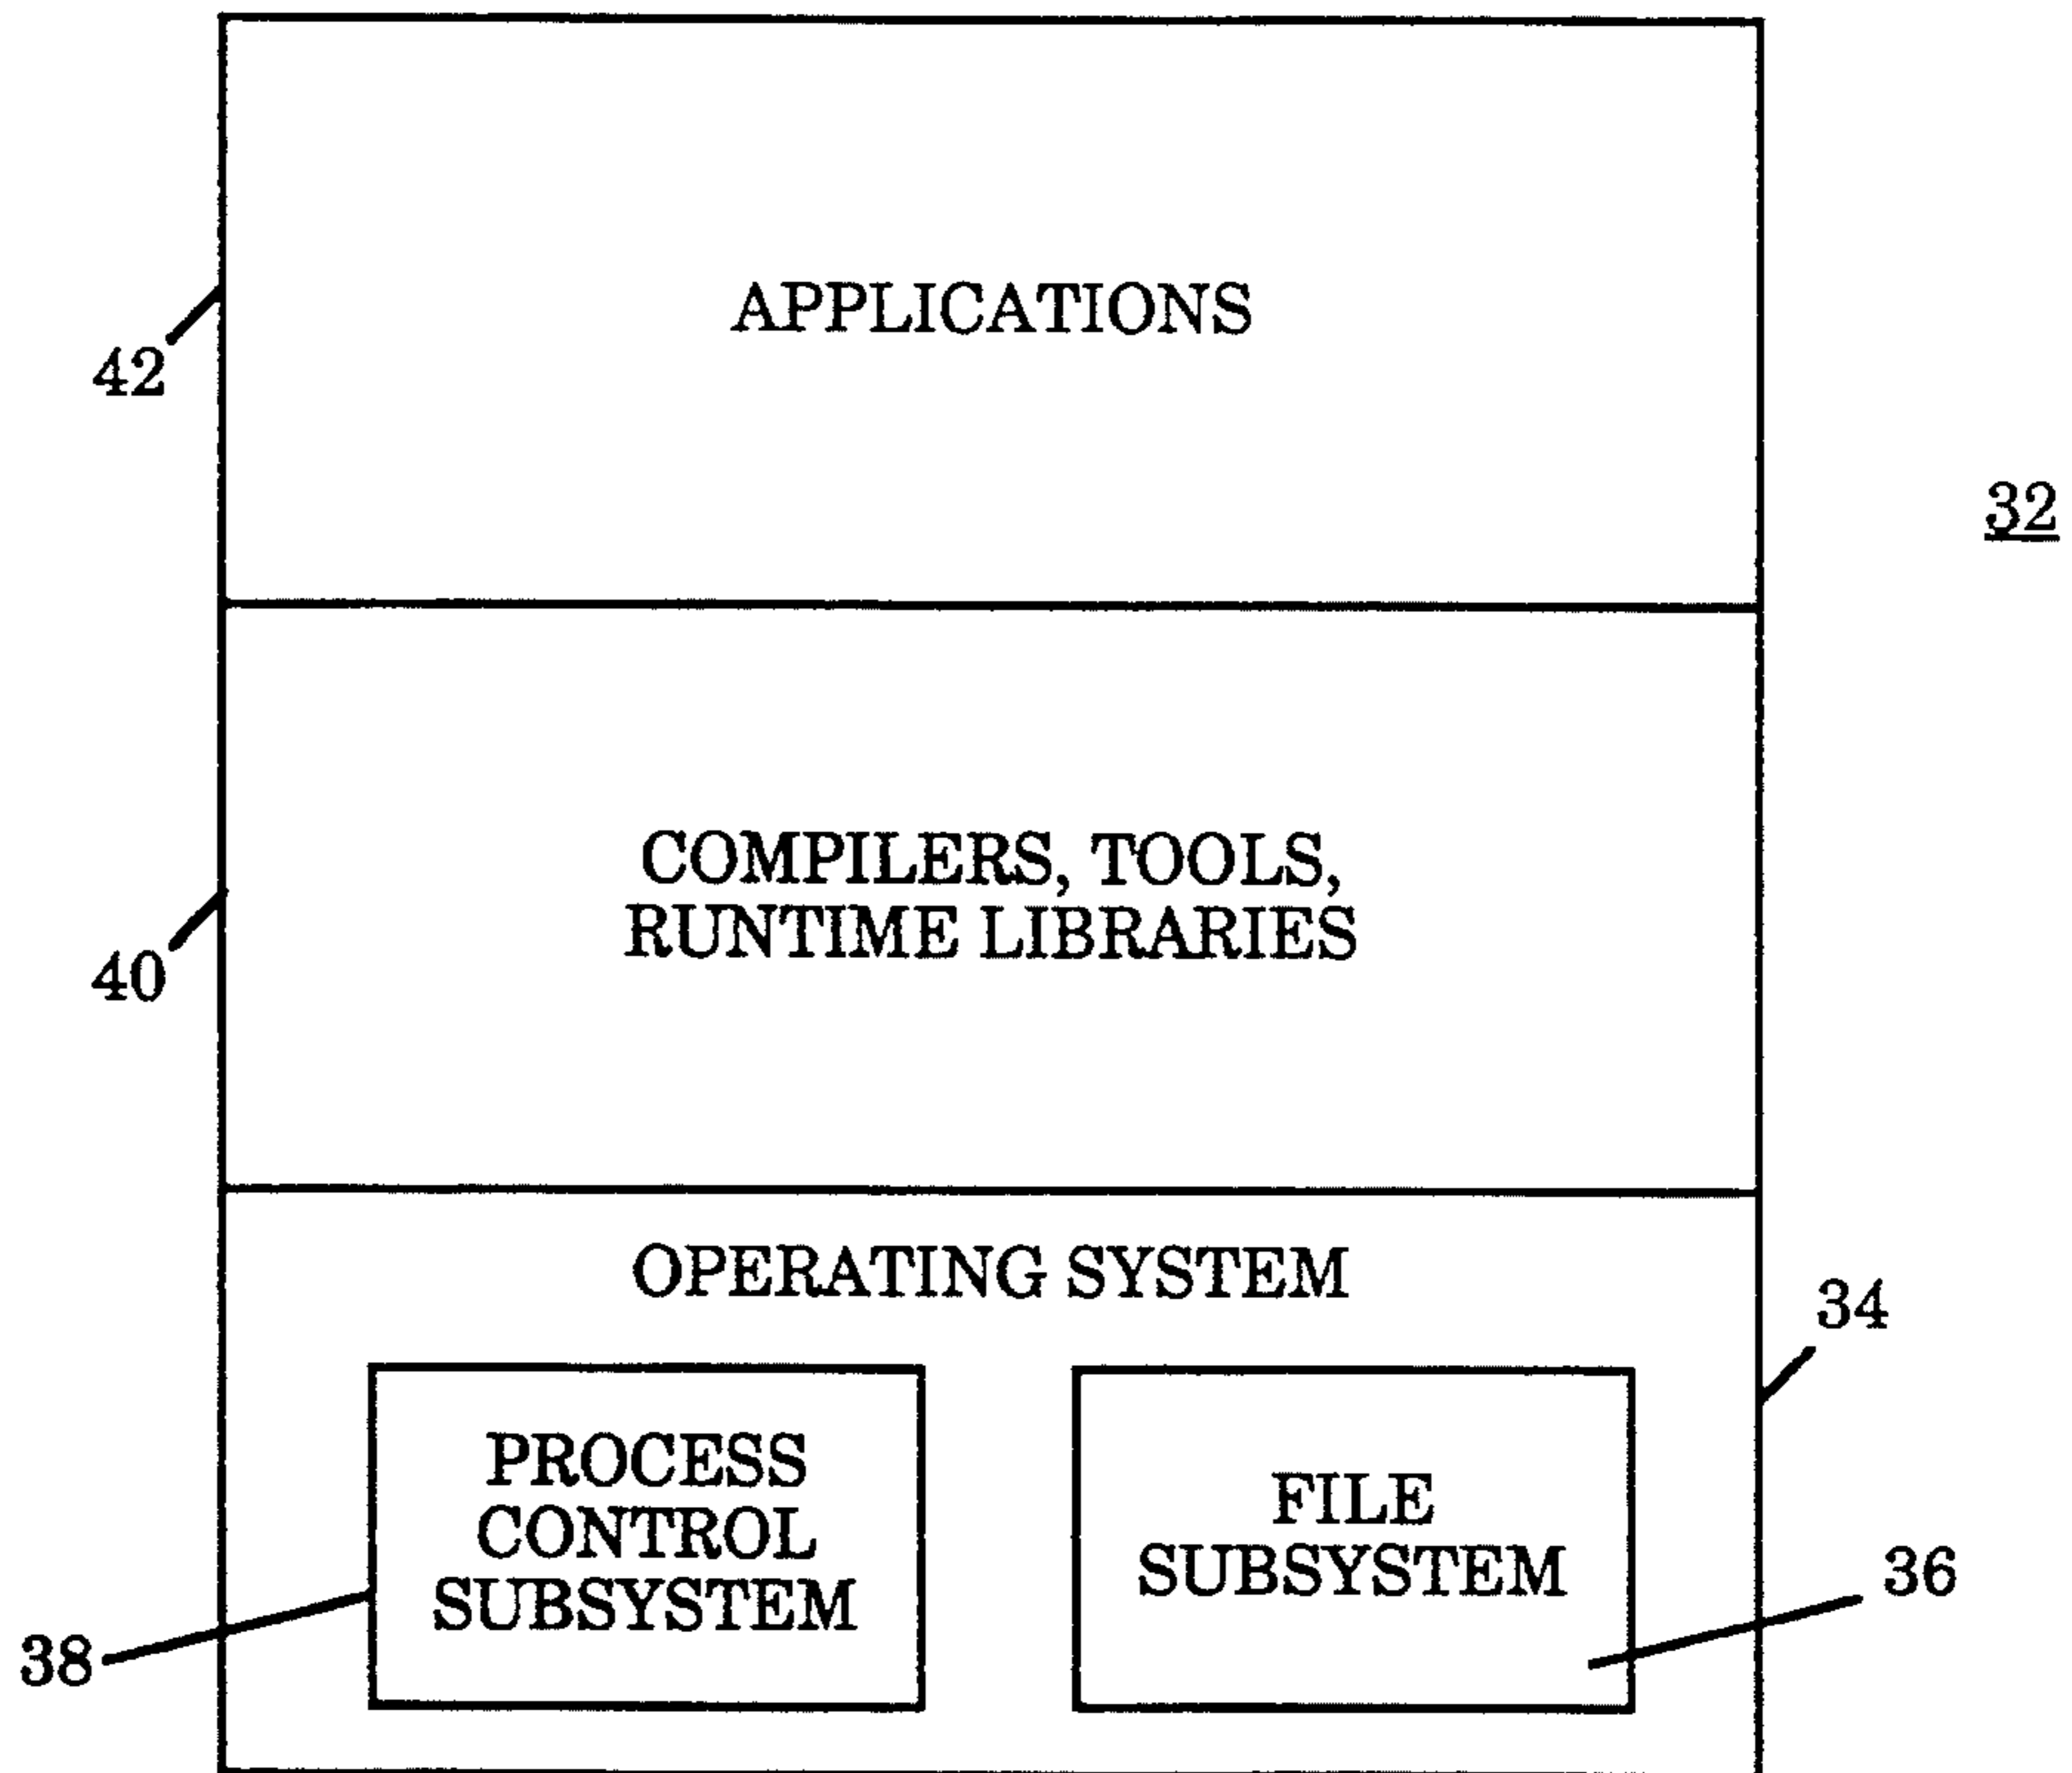 APPLICATIONS
42
32
COMPILERS, TOOLS,
RUNTIME LIBRARIES
40
OPERATING SYSTEM
34
PROCESS
CONTROL
SUBSYSTEM
38
FILE
SUBSYSTEM
36